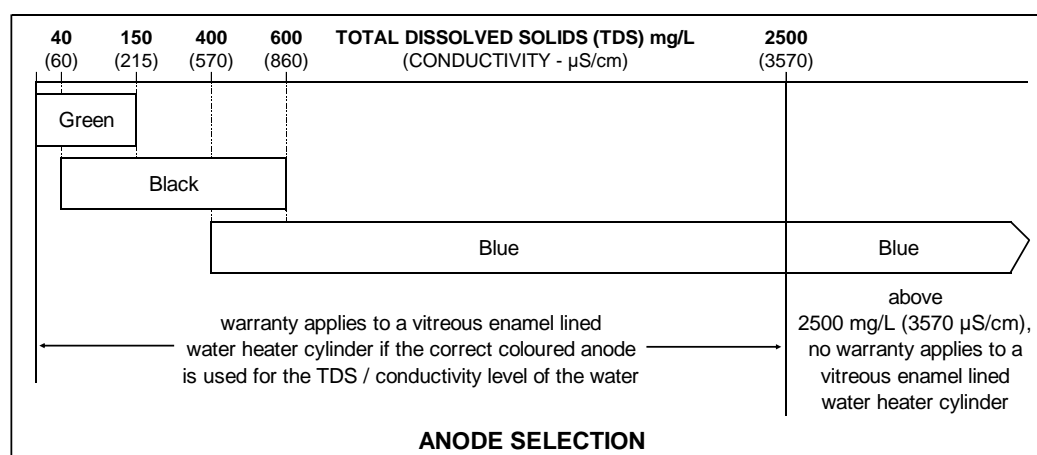 40 150 400 600 TOTAL DISSOLVED SOLIDS (TDS) mg/L 2500
(60) (215) (570) (860) (CONDUCTIVITY - µS/cm) (3570)
Green
Black
Blue Blue
warranty applies to a vitreous enamel lined
water heater cylinder if the correct coloured anode
is used for the TDS / conductivity level of the water
above
2500 mg/L (3570 µS/cm),
no warranty applies to a
vitreous enamel lined
water heater cylinder
ANODE SELECTION